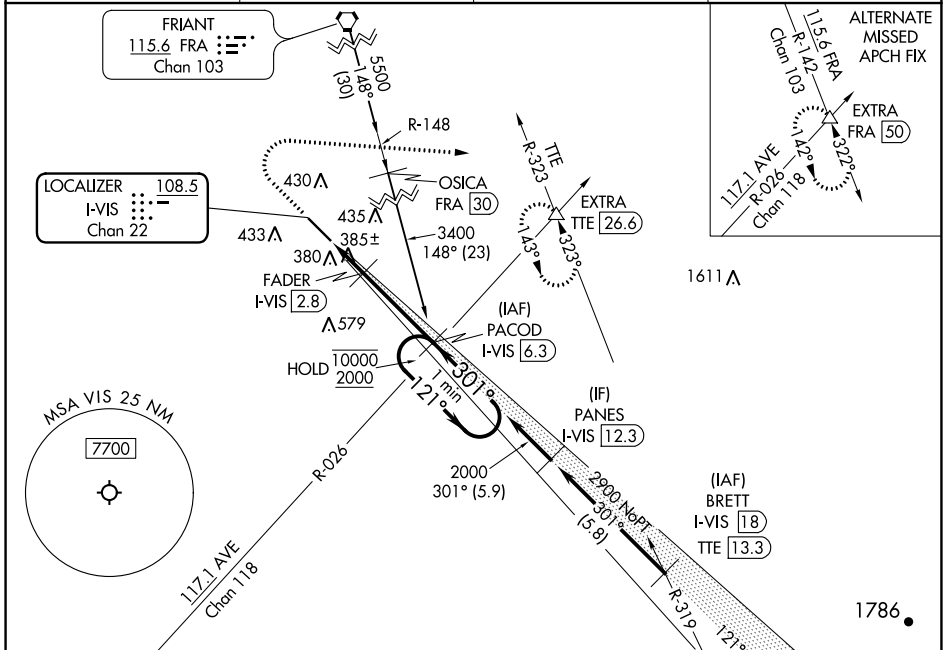 FRIANT
115.6 FRA
Chan 103
5500
148°
(30)
R-148
OSICA
FRA 30
3400
148° (23)
TTE
R-323
EXTRA
TTE 26.6
143°
323°
ALTERNATE
MISSED
APCH FIX
115.6 FRA
R-142
Chan 103
EXTRA
FRA 50
142°
322°
117.1 AVE
R-026
Chan 118
LOCALIZER 108.5
I-VIS
Chan 22
430
435
433
385±
380
FADER
I-VIS 2.8
579
1611
(IAF)
PACOD
I-VIS 6.3
HOLD 10000
2000
1 min
301°
121°
(IF)
PANES
I-VIS 12.3
2000
301° (5.9)
2900 NoPT
301°
(5.8)
(IAF)
BRETT
I-VIS 18
TTE 13.3
R-319
121°
1786
MSA VIS 25 NM
7700
R-026
117.1 AVE
Chan 118